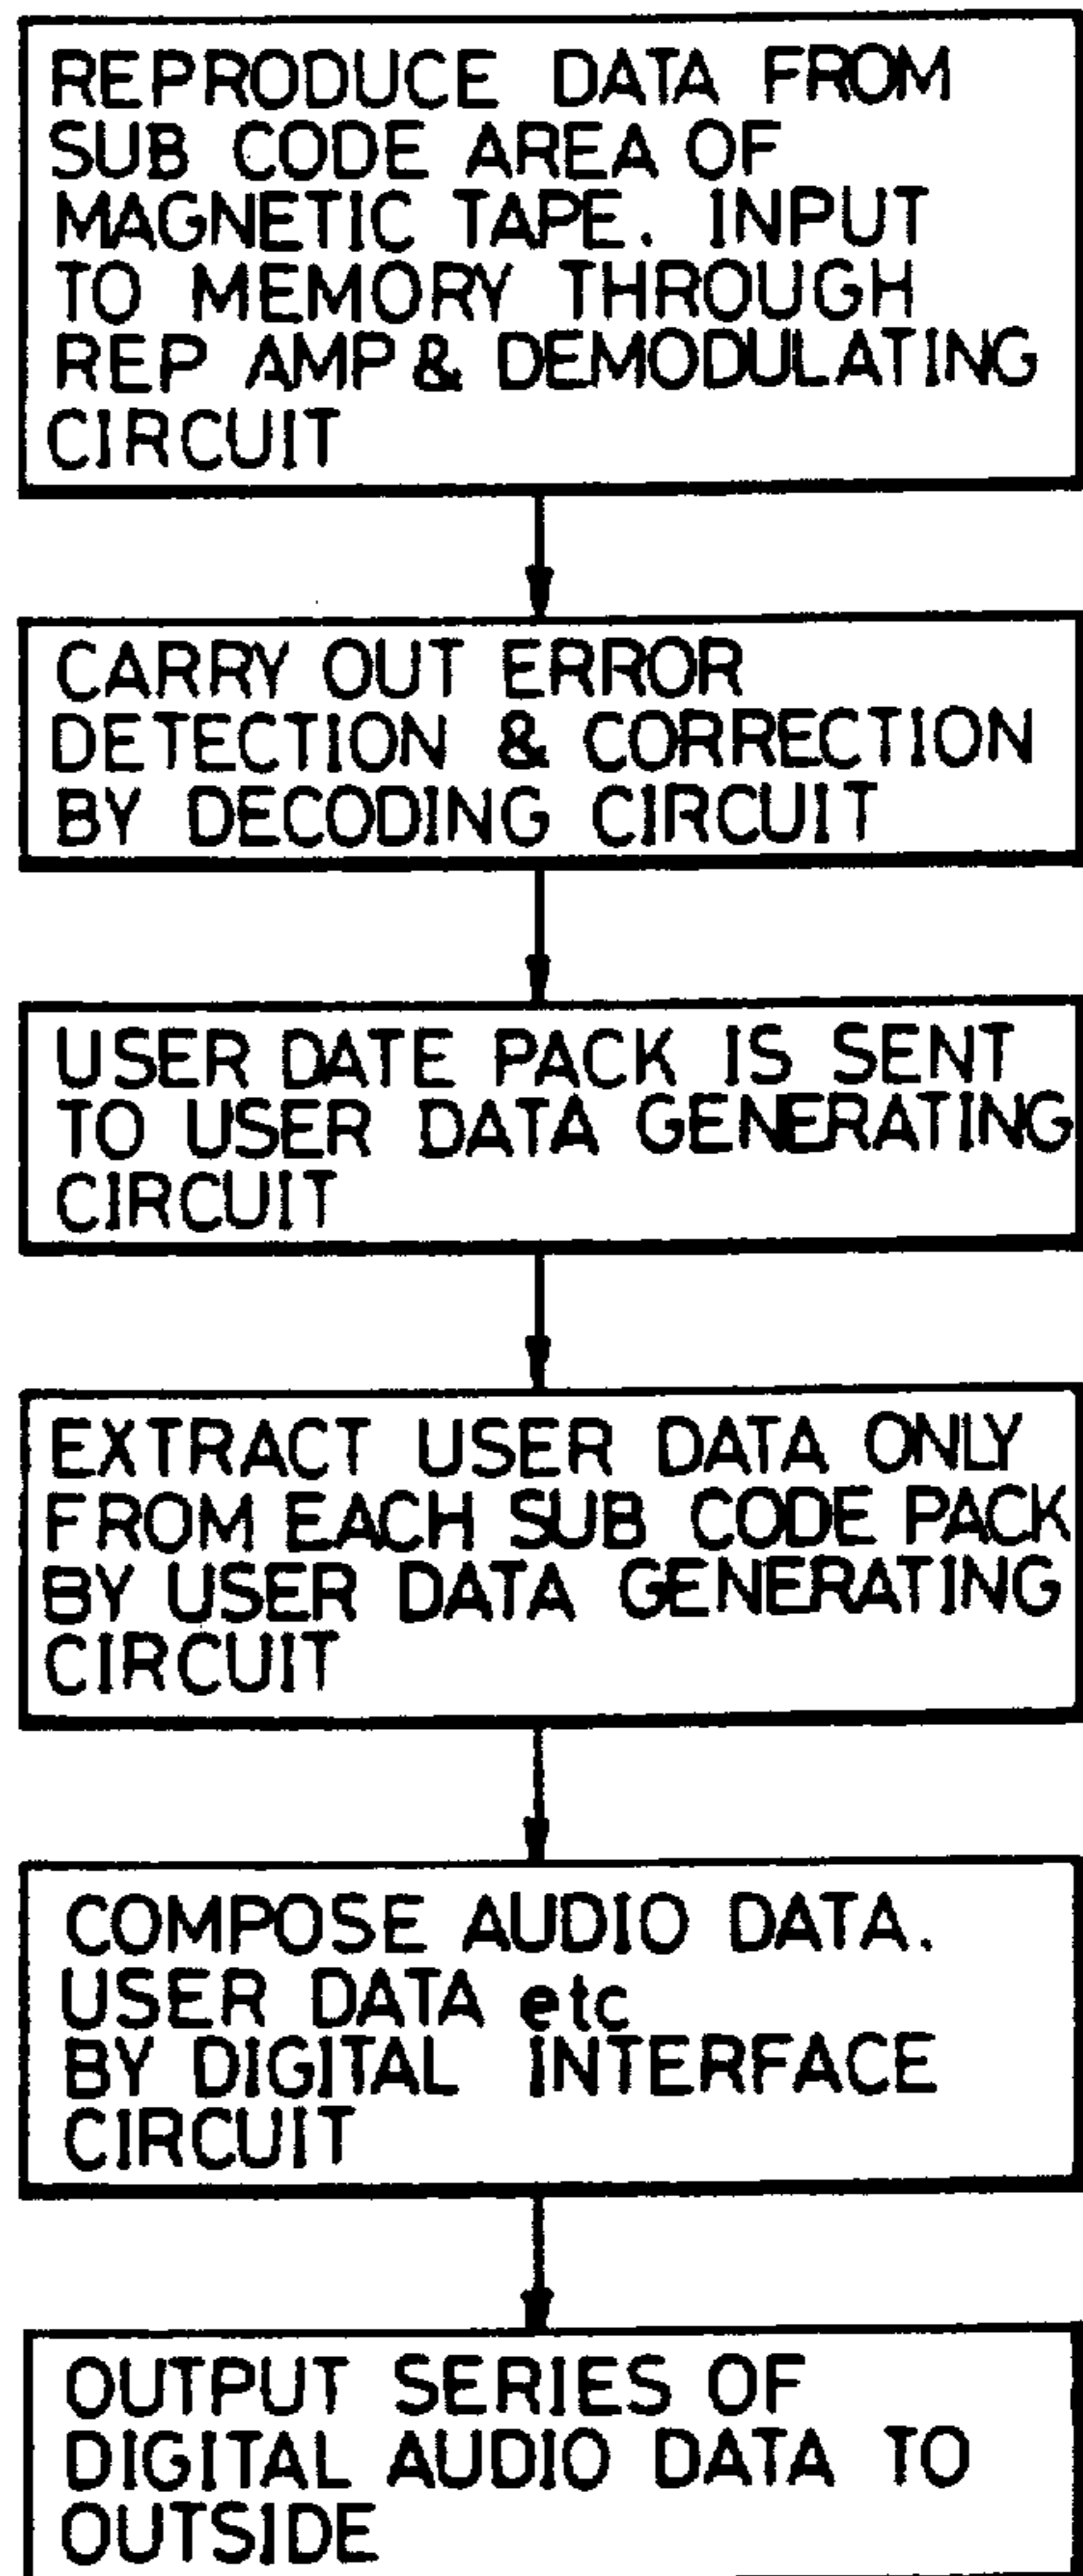 REPRODUCE DATA FROM
SUB CODE AREA OF
MAGNETIC TAPE. INPUT
TO MEMORY THROUGH
REP AMP & DEMODULATING
CIRCUIT
CARRY OUT ERROR
DETECTION & CORRECTION
BY DECODING CIRCUIT
USER DATE PACK IS SENT
TO USER DATA GENERATING
CIRCUIT
EXTRACT USER DATA ONLY
FROM EACH SUB CODE PACK
BY USER DATA GENERATING
CIRCUIT
COMPOSE AUDIO DATA.
USER DATA etc
BY DIGITAL INTERFACE
CIRCUIT
OUTPUT SERIES OF
DIGITAL AUDIO DATA TO
OUTSIDE